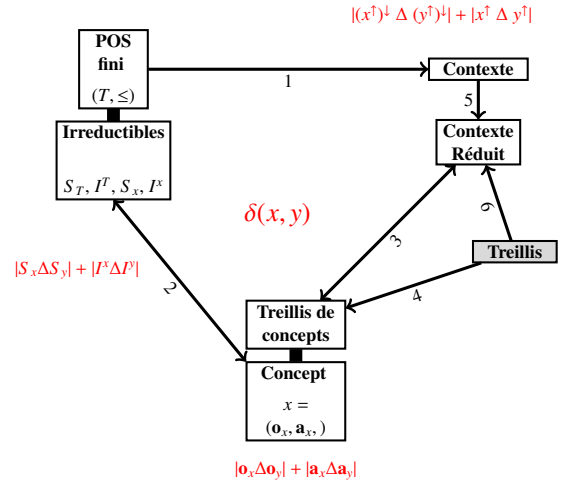 |(x↑)↓ Δ (y↑)↓| + |x↑ Δ y↑|
POS
fini
(T, ≤)
1
Contexte
5
Irreductibles
S_T, I^T, S_x, I^x
Contexte
Réduit
δ(x, y)
3
6
Treillis
|S_xΔS_y| + |I^xΔI^y|
2
4
Treillis de
concepts
Concept
x =
(o_x, a_x, )
|o_xΔo_y| + |a_xΔa_y|